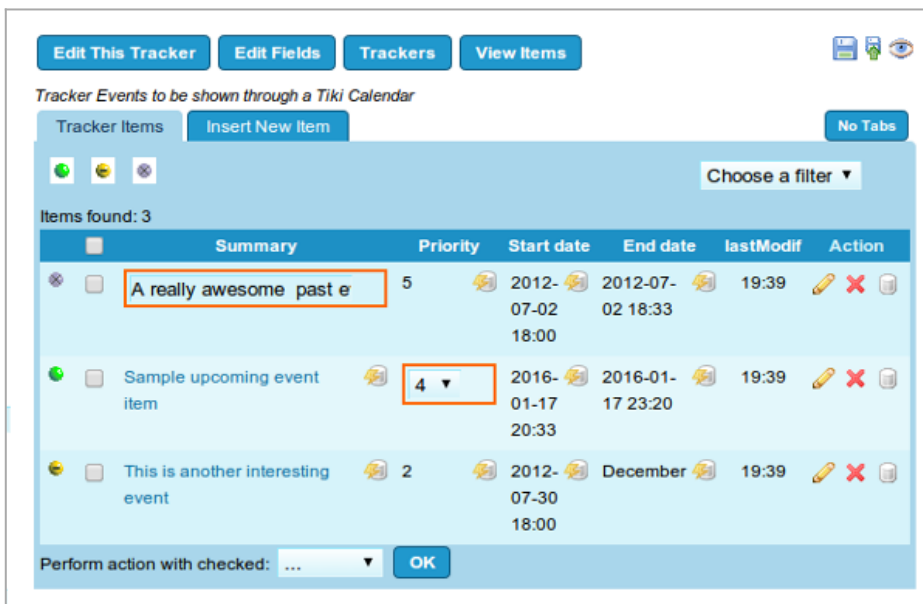 Edit This Tracker Edit Fields Trackers View Items
Tracker Events to be shown through a Tiki Calendar
Tracker Items Insert New Item No Tabs
Choose a filter
Items found: 3
Summary Priority Start date End date lastModif Action
A really awesome past e 5 2012- 2012-07- 19:39
07-02 02 18:33
18:00
Sample upcoming event 4 2016- 2016-01- 19:39
item 01-17 17 23:20
20:33
This is another interesting 2 2012- December 19:39
event 07-30
18:00
Perform action with checked: ... OK